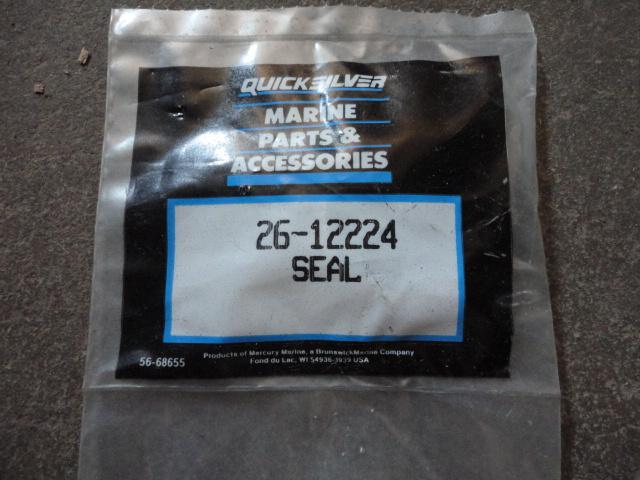 QUICKSILVER
MARINE
PARTS &
ACCESSORIES
26-12224
SEAL
Products of Mercury Marine, a Brunswick Marine Company
56-68655
Fond du Lac, WI 54936-1939 USA